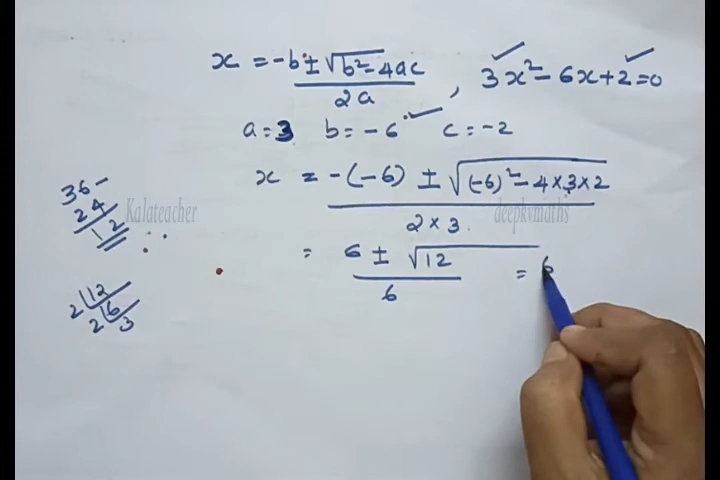 x = -b ± √b² - 4ac / 2a , 3x² - 6x + 2 = 0
a = 3 b = -6 c = -2
x = -(-6) ± √(-6)² - 4 × 3 × 2 / 2 × 3
= 6 ± √12 / 6 = 6
36 -
24
12
2 12
2 6
3
Kalateacher
deepkvmaths